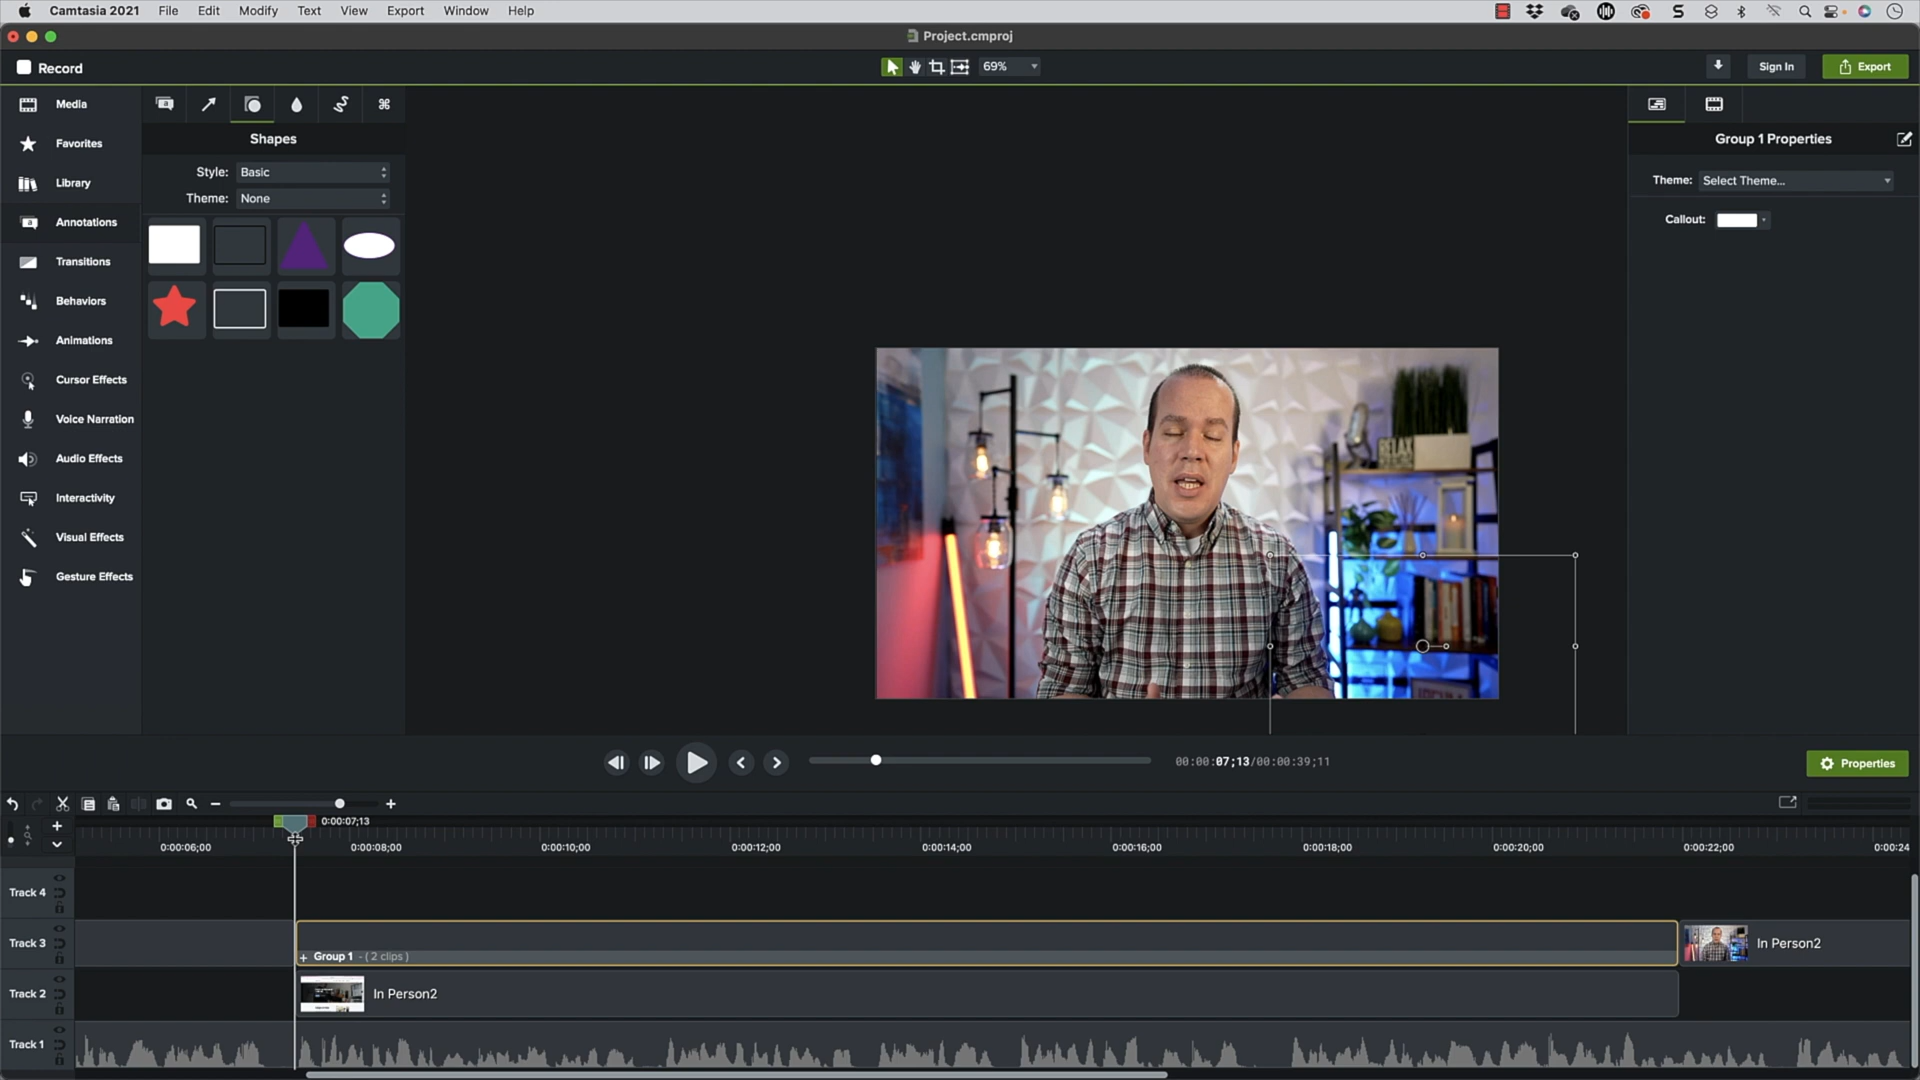 Camtasia 2021 File Edit Modify Text View Export Window Help
Project.cmproj
Record
69%
Sign In
Export
Media
Favorites
Library
Annotations
Transitions
Behaviors
Animations
Cursor Effects
Voice Narration
Audio Effects
Interactivity
Visual Effects
Gesture Effects
Shapes
Style: Basic
Theme: None
RELAX
Group 1 Properties
Theme: Select Theme...
Callout:
00:00:07;13/00:00:39;11
Properties
0:00:07;13
0:00:06;00 0:00:08;00 0:00:10;00 0:00:12;00 0:00:14;00 0:00:16;00 0:00:18;00 0:00:20;00 0:00:22;00 0:00:24
Track 4
Track 3
+ Group 1 - ( 2 clips )
In Person2
Track 2
In Person2
Track 1